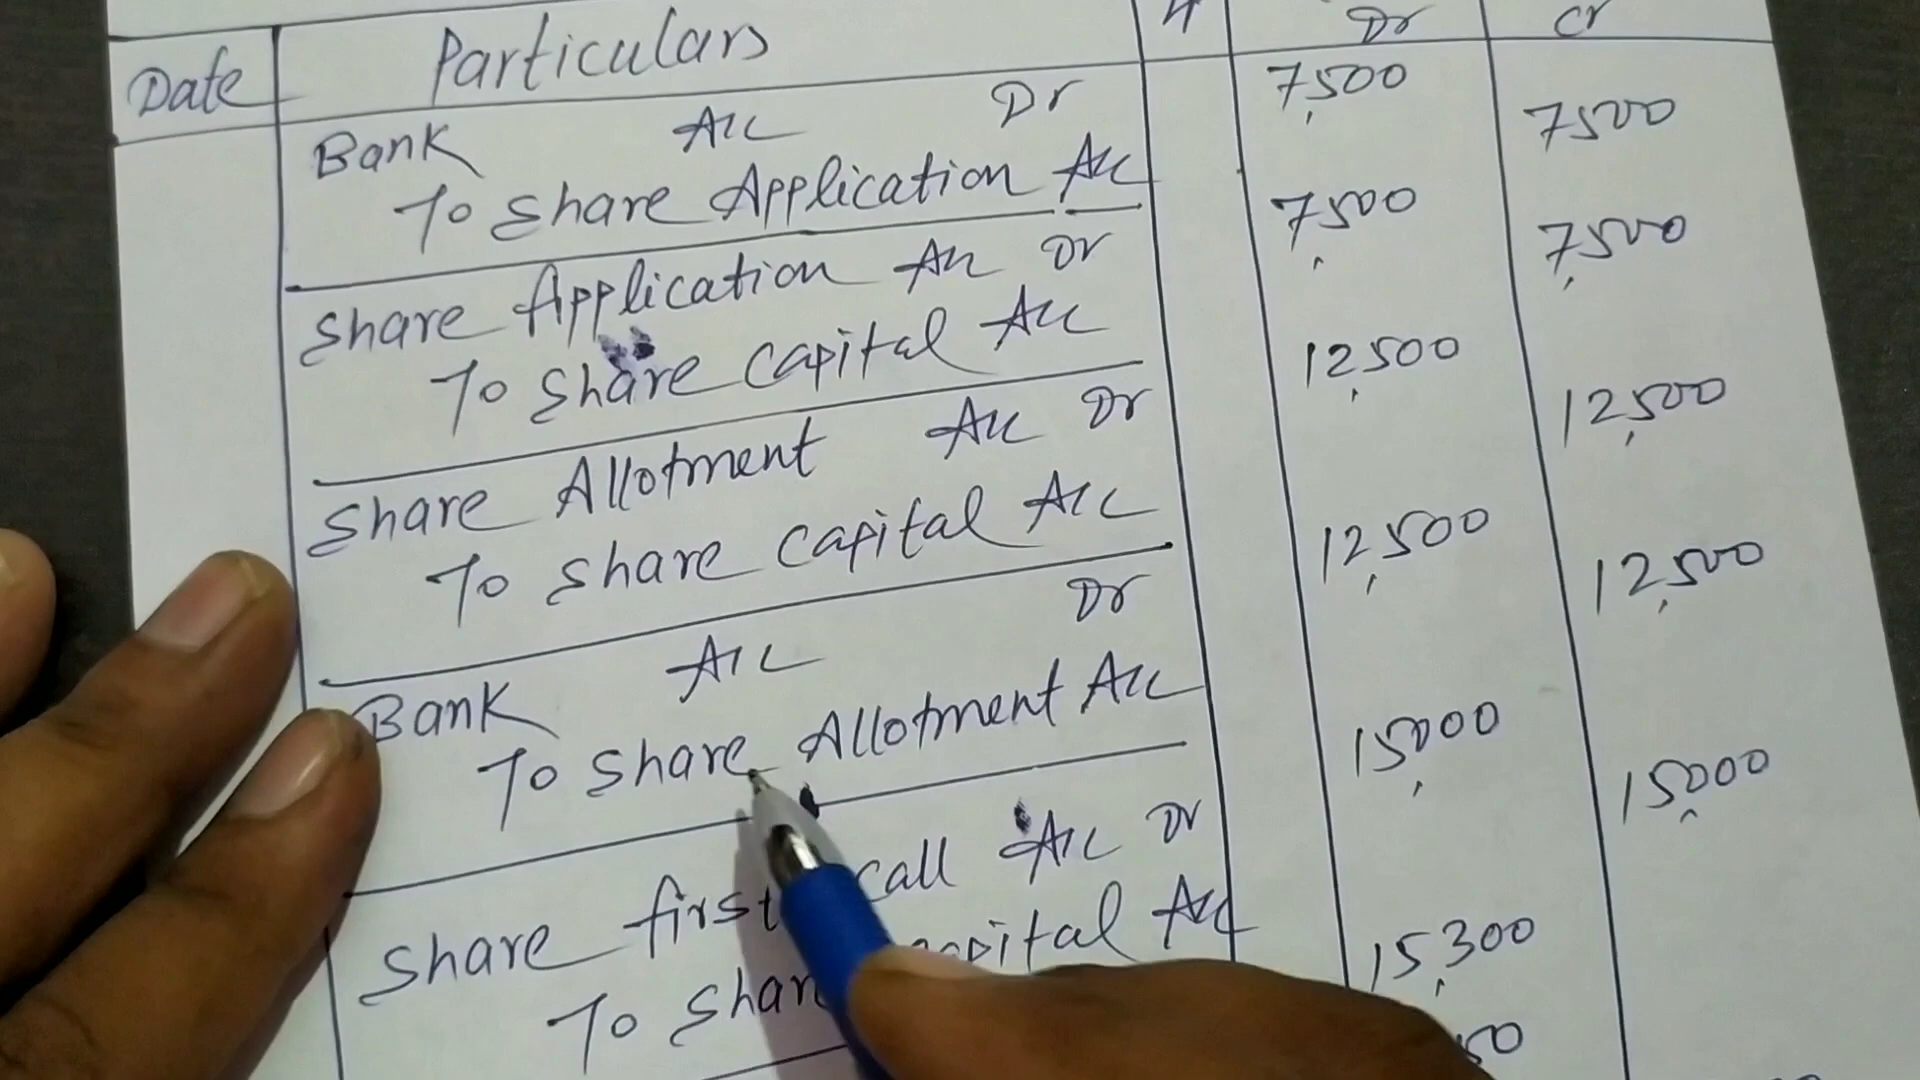 Date Particulars Dr Cr
Bank A/c Dr 7,500
To Share Application A/c 7500
Share Application A/c Dr 7,500
To Share Capital A/c 7,500
Share Allotment A/c Dr 12,500
To Share Capital A/c 12,500
Bank A/c Dr 12,500
To Share Allotment A/c 12,500
Share first call A/c Dr 15,000
To Shar apital A/c 15,000
15,300